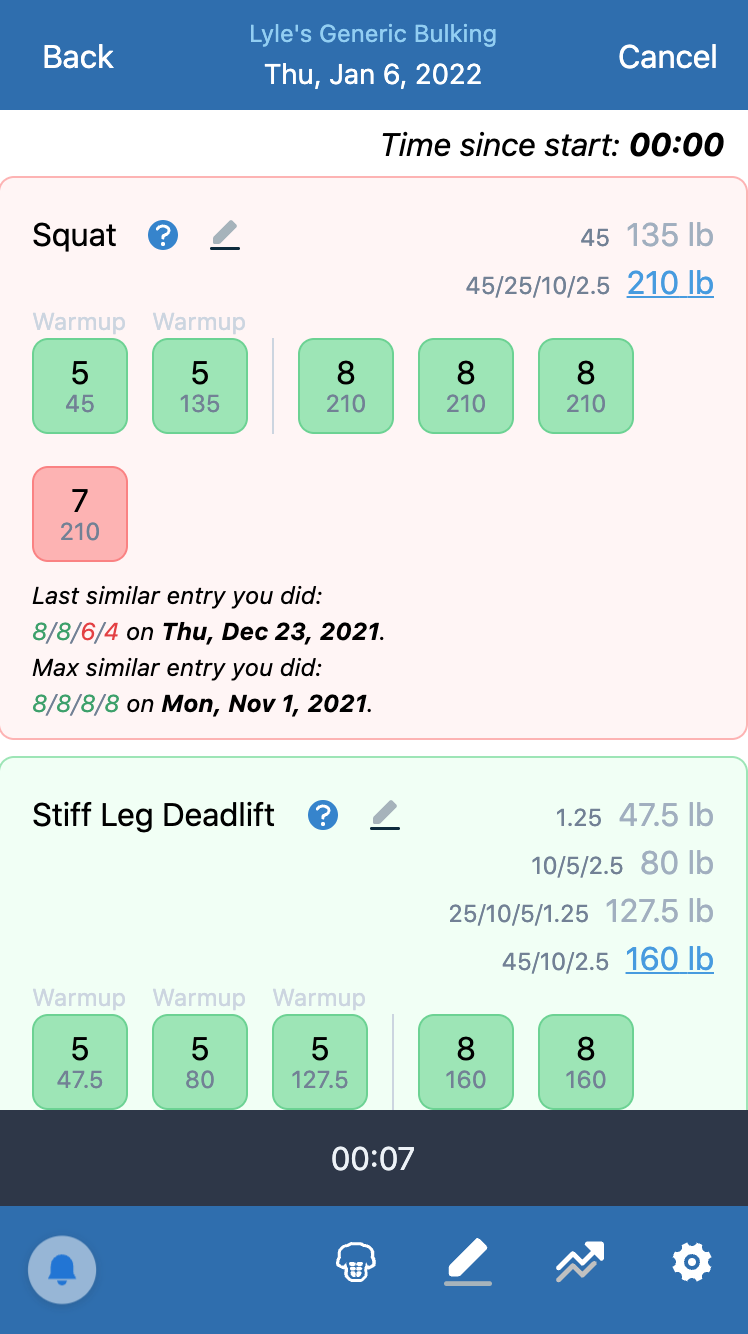 Lyle's Generic Bulking
Back
Thu, Jan 6, 2022
Cancel
Time since start: 00:00
Squat ? 45 135 lb
45/25/10/2.5 210 lb
Warmup Warmup
5 5 8 8 8
45 135 210 210 210
7
210
Last similar entry you did:
8/8/6/4 on Thu, Dec 23, 2021.
Max similar entry you did:
8/8/8/8 on Mon, Nov 1, 2021.
Stiff Leg Deadlift ? 1.25 47.5 lb
10/5/2.5 80 lb
25/10/5/1.25 127.5 lb
45/10/2.5 160 lb
Warmup Warmup Warmup
5 5 5 8 8
47.5 80 127.5 160 160
00:07